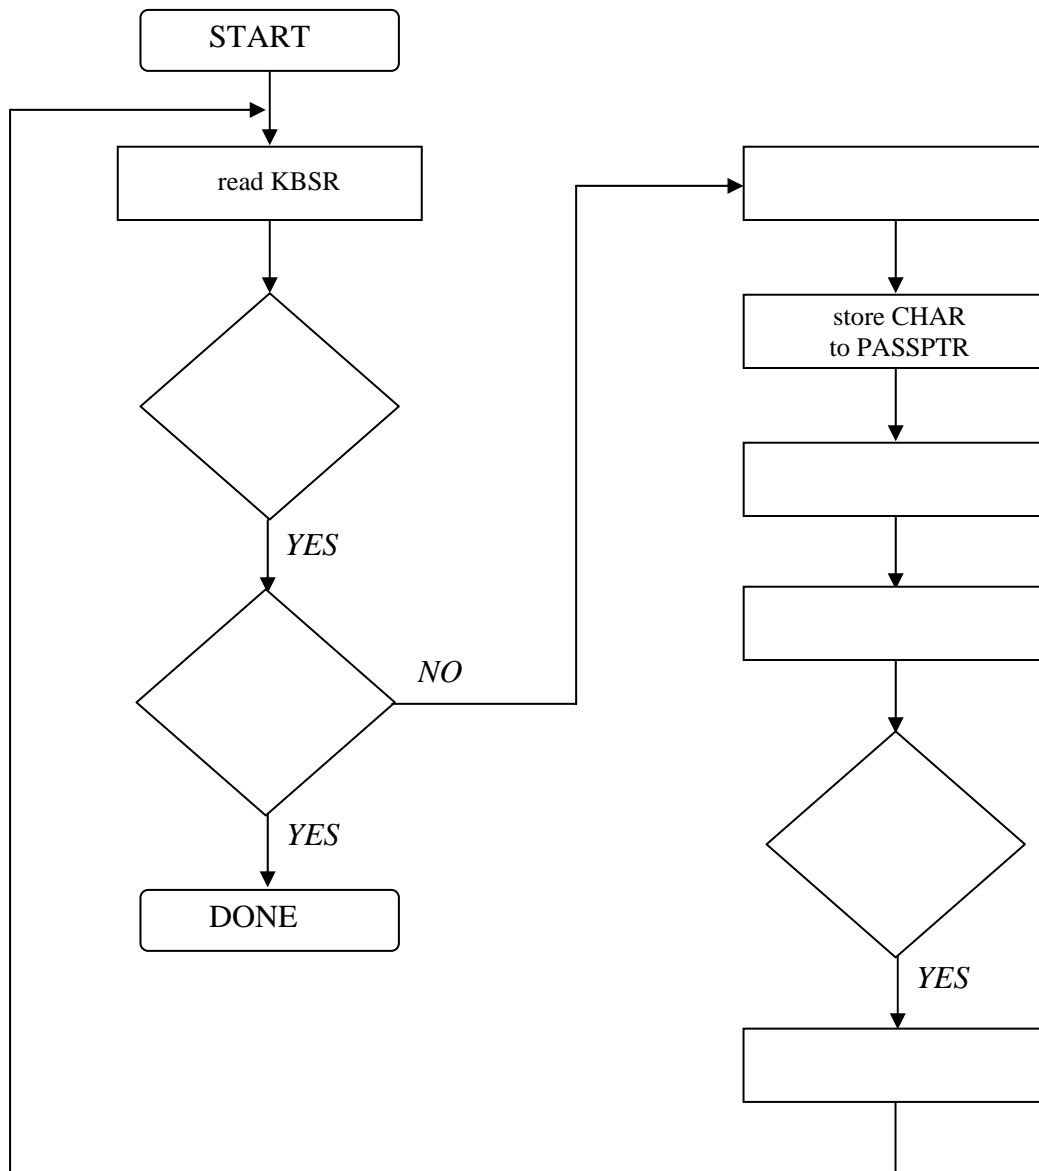 START
read KBSR
YES
NO
YES
DONE
store CHAR
to PASSPTR
YES